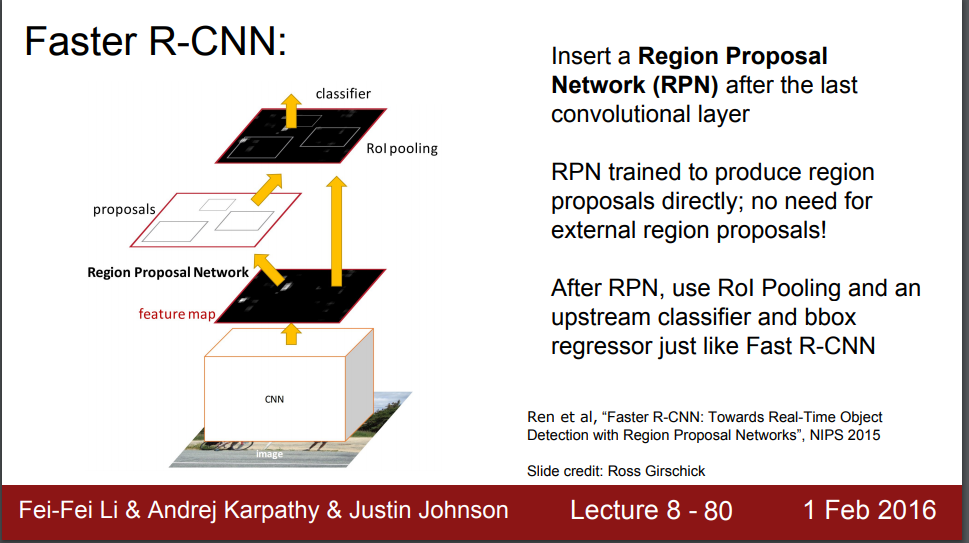 Faster R-CNN:
classifier
RoI pooling
proposals
Region Proposal Network
feature map
CNN
image
Insert a Region Proposal
Network (RPN) after the last
convolutional layer
RPN trained to produce region
proposals directly; no need for
external region proposals!
After RPN, use RoI Pooling and an
upstream classifier and bbox
regressor just like Fast R-CNN
Ren et al, “Faster R-CNN: Towards Real-Time Object
Detection with Region Proposal Networks”, NIPS 2015
Slide credit: Ross Girschick
Fei-Fei Li & Andrej Karpathy & Justin Johnson
Lecture 8 - 80
1 Feb 2016